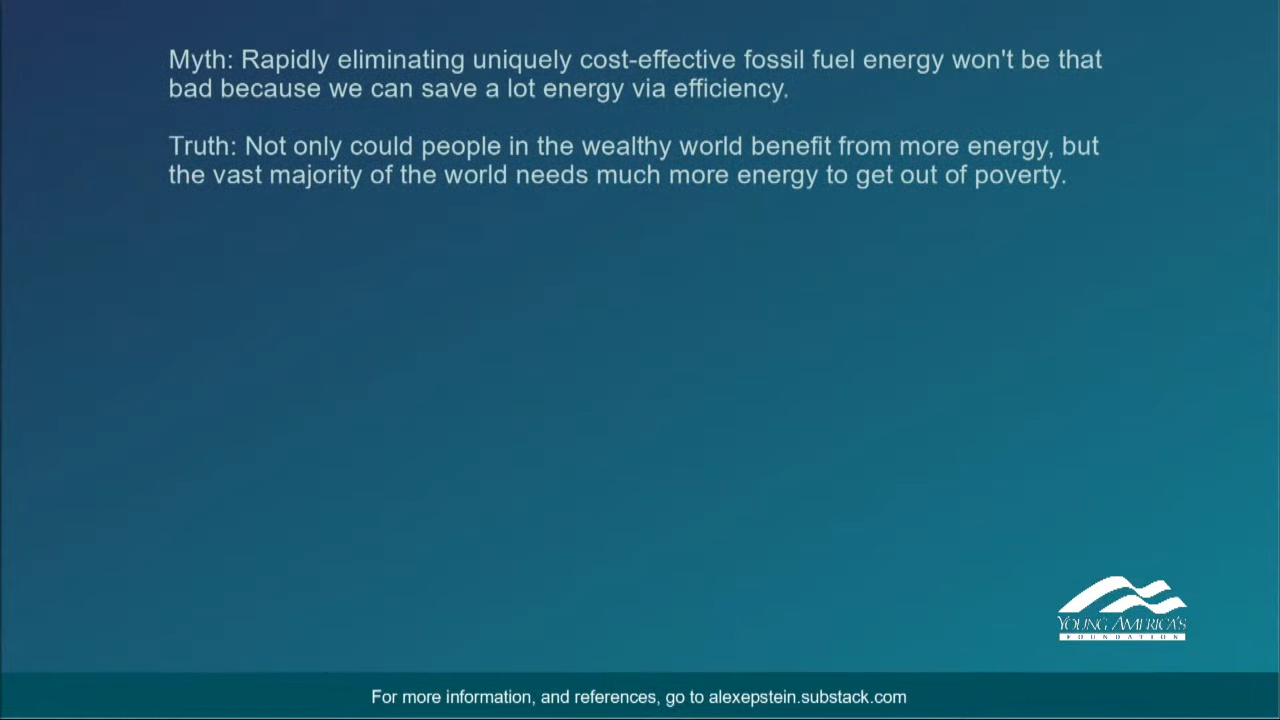 Myth: Rapidly eliminating uniquely cost-effective fossil fuel energy won't be that
bad because we can save a lot energy via efficiency.
Truth: Not only could people in the wealthy world benefit from more energy, but
the vast majority of the world needs much more energy to get out of poverty.
YOUNG AMERICA'S
FOUNDATION
For more information, and references, go to alexepstein.substack.com